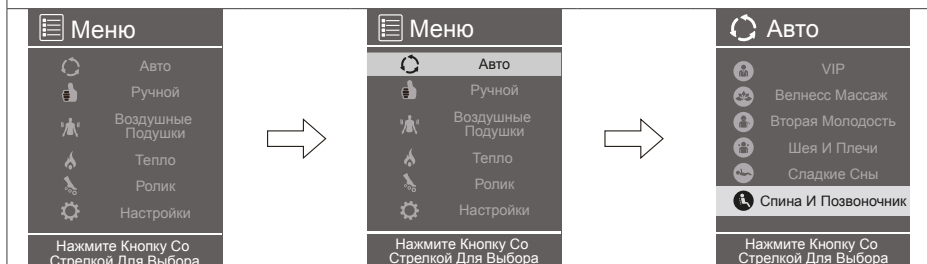 Меню
Авто
Ручной
Воздушные
Подушки
Тепло
Ролик
Настройки
Нажмите Кнопку Со
Стрелкой Для Выбора
Меню
Авто
Ручной
Воздушные
Подушки
Тепло
Ролик
Настройки
Нажмите Кнопку Со
Стрелкой Для Выбора
Авто
VIP
Велнесс Массаж
Вторая Молодость
Шея И Плечи
Сладкие Сны
Спина И Позвоночник
Нажмите Кнопку Со
Стрелкой Для Выбора